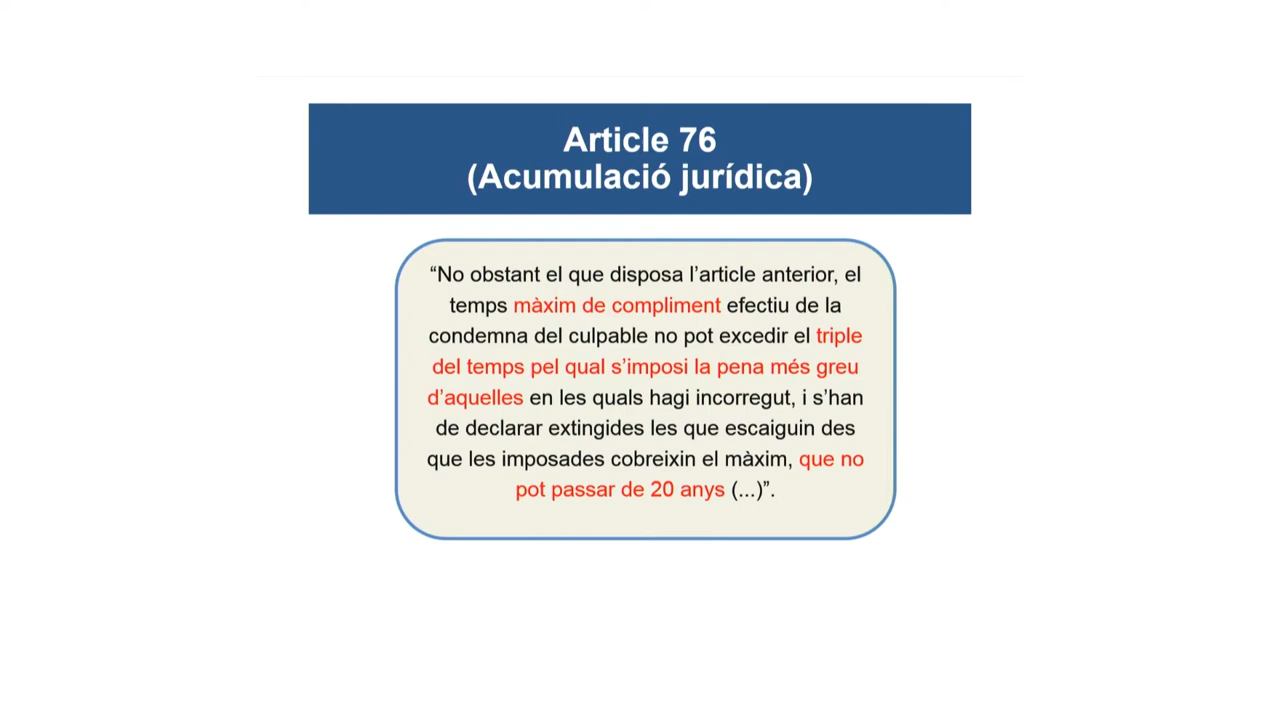 Article 76
(Acumulació jurídica)
“No obstant el que disposa l’article anterior, el
temps màxim de compliment efectiu de la
condemna del culpable no pot excedir el triple
del temps pel qual s’imposi la pena més greu
d’aquelles en les quals hagi incorregut, i s’han
de declarar extingides les que escaiguin des
que les imposades cobreixin el màxim, que no
pot passar de 20 anys (...)”.